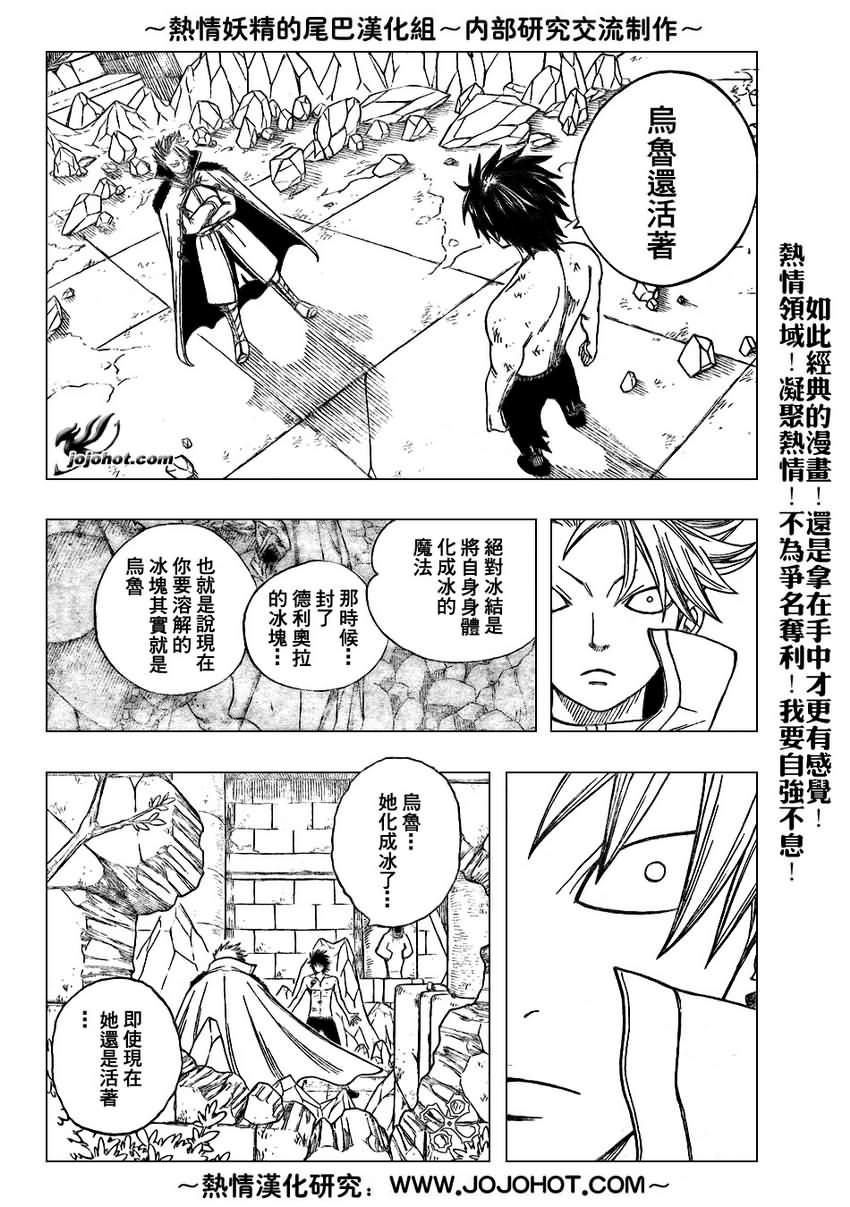 ～熱情妖精的尾巴漢化組～内部研究交流制作～
烏魯還活著
jojohot.com
如此經典的漫畫！還是拿在手中才更有感覺！
熱情領域！凝聚熱情！不為爭名奪利！我要自強不息！
絕對冰結是
將自身身體
化成冰的
魔法
那時候…
封了
德利奧拉
的冰塊…
也就是說現在
你要溶解的
冰塊其實就是
烏魯
烏魯…
她化成冰了…
即使現在
她還是活著
…
～熱情漢化研究：WWW.JOJOHOT.COM～